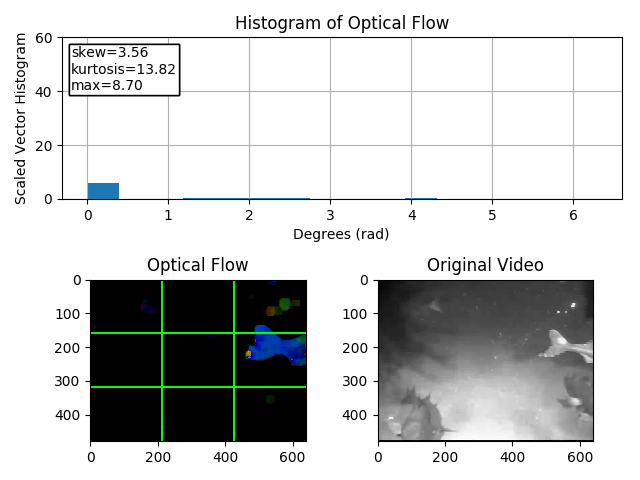 Histogram of Optical Flow
Scaled Vector Histogram
60
40
20
0
skew=3.56
kurtosis=13.82
max=8.70
0 1 2 3 4 5 6
Degrees (rad)
Optical Flow
0
100
200
300
400
0 200 400 600
Original Video
0
100
200
300
400
0 200 400 600